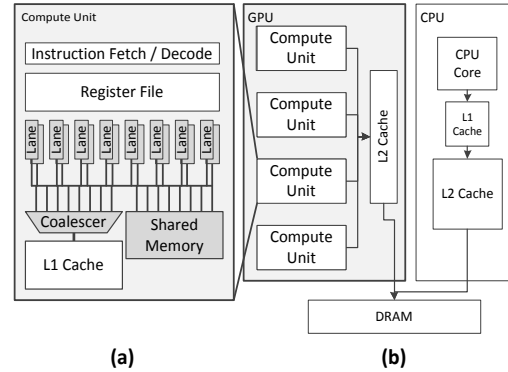 Compute Unit
Instruction Fetch / Decode
Register File
Lane
Lane
Lane
Lane
Lane
Lane
Lane
Lane
Coalescer
L1 Cache
Shared
Memory
(a)
GPU
Compute
Unit
Compute
Unit
Compute
Unit
Compute
Unit
L2 Cache
CPU
CPU
Core
L1
Cache
L2 Cache
DRAM
(b)